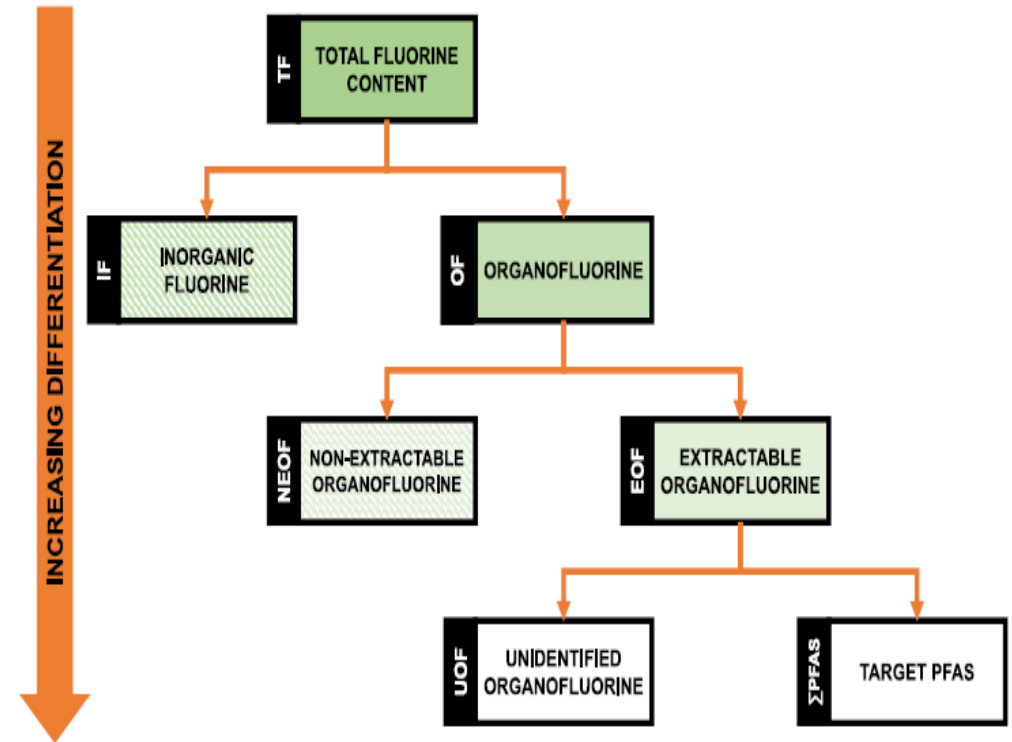 TF
TOTAL FLUORINE
CONTENT
INCREASING DIFFERENTIATION
IF
INORGANIC
FLUORINE
OF
ORGANOFLUORINE
NEOF
NON-EXTRACTABLE
ORGANOFLUORINE
EOF
EXTRACTABLE
ORGANOFLUORINE
UOF
UNIDENTIFIED
ORGANOFLUORINE
ΣPFAS
TARGET PFAS